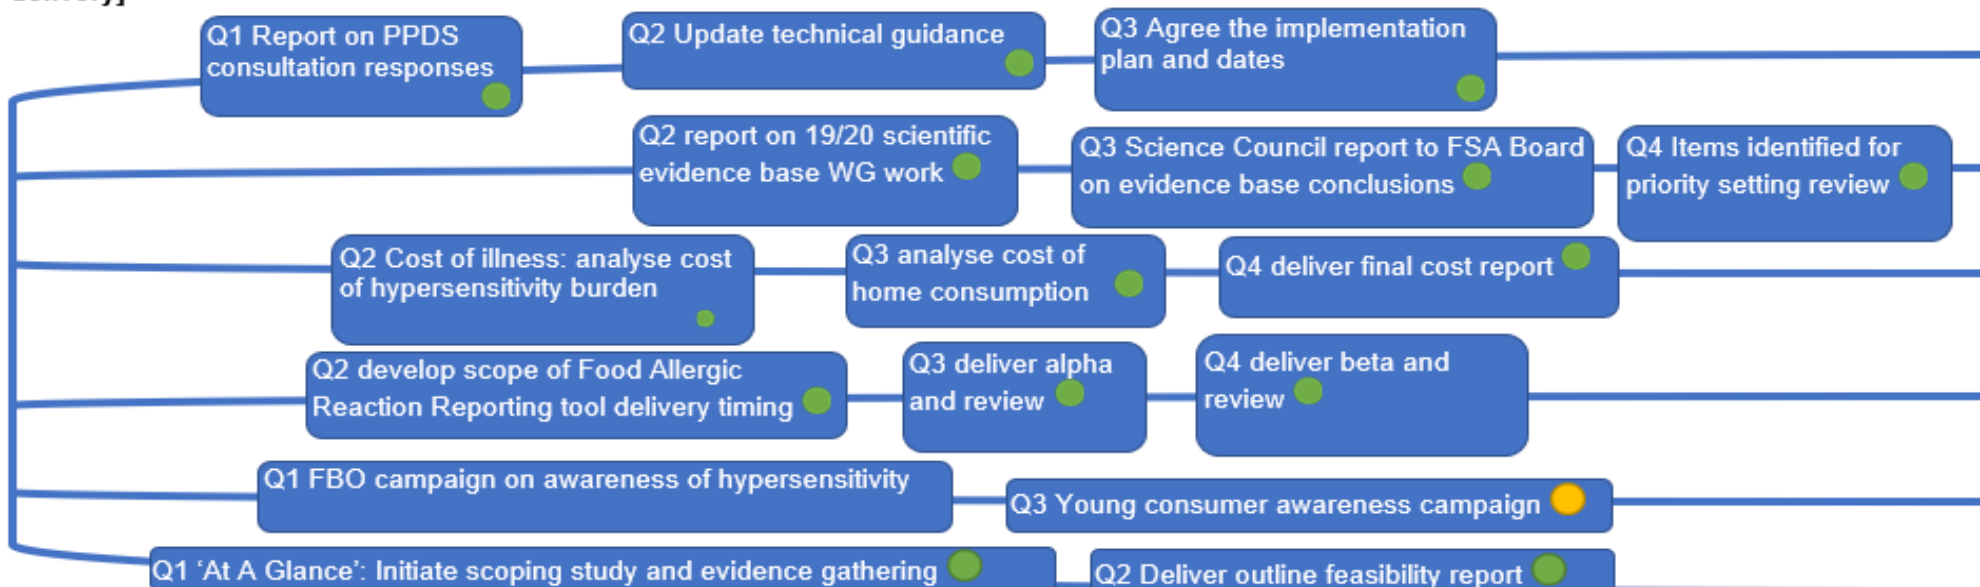 Q1 Report on PPDS
consultation responses
Q2 Update technical guidance
Q3 Agree the implementation
plan and dates
Q2 report on 19/20 scientific
evidence base WG work
Q3 Science Council report to FSA Board
on evidence base conclusions
Q4 Items identified for
priority setting review
Q2 Cost of illness: analyse cost
of hypersensitivity burden
Q3 analyse cost of
home consumption
Q4 deliver final cost report
Q2 develop scope of Food Allergic
Reaction Reporting tool delivery timing
Q3 deliver alpha
and review
Q4 deliver beta and
review
Q1 FBO campaign on awareness of hypersensitivity
Q3 Young consumer awareness campaign
Q1 ‘At A Glance’: Initiate scoping study and evidence gathering
Q2 Deliver outline feasibility report